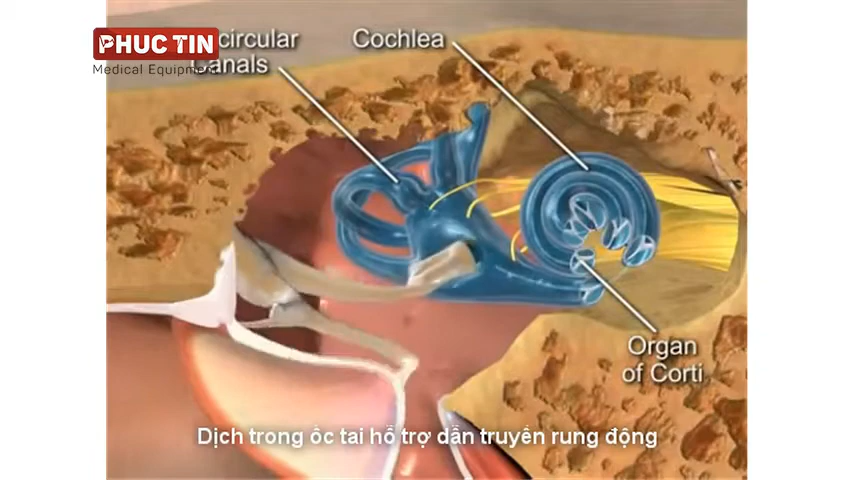 PHUC TIN
Medical Equipment
circular
Canals
Cochlea
Organ
of Corti
Dịch trong ốc tai hỗ trợ dẫn truyền rung động